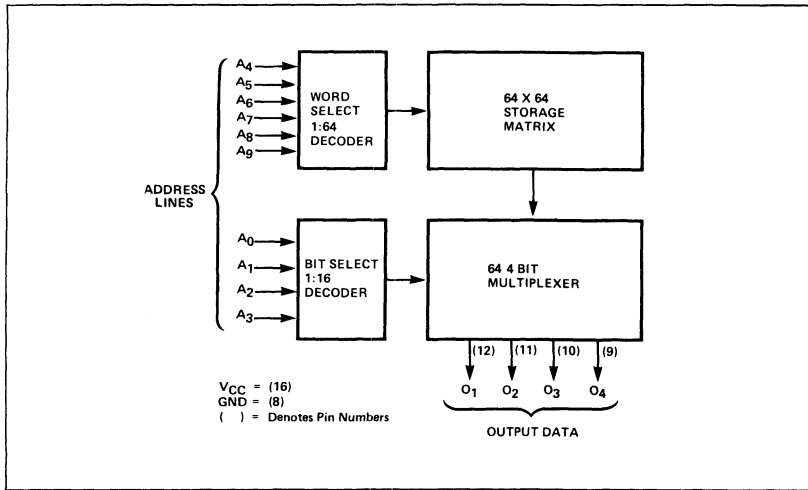 A4
A5
A6
A7
A8
A9
WORD
SELECT
1:64
DECODER
64 X 64
STORAGE
MATRIX
ADDRESS
LINES
A0
A1
A2
A3
BIT SELECT
1:16
DECODER
64 4 BIT
MULTIPLEXER
(12) (11) (10) (9)
O1 O2 O3 O4
OUTPUT DATA
VCC = (16)
GND = (8)
( ) = Denotes Pin Numbers